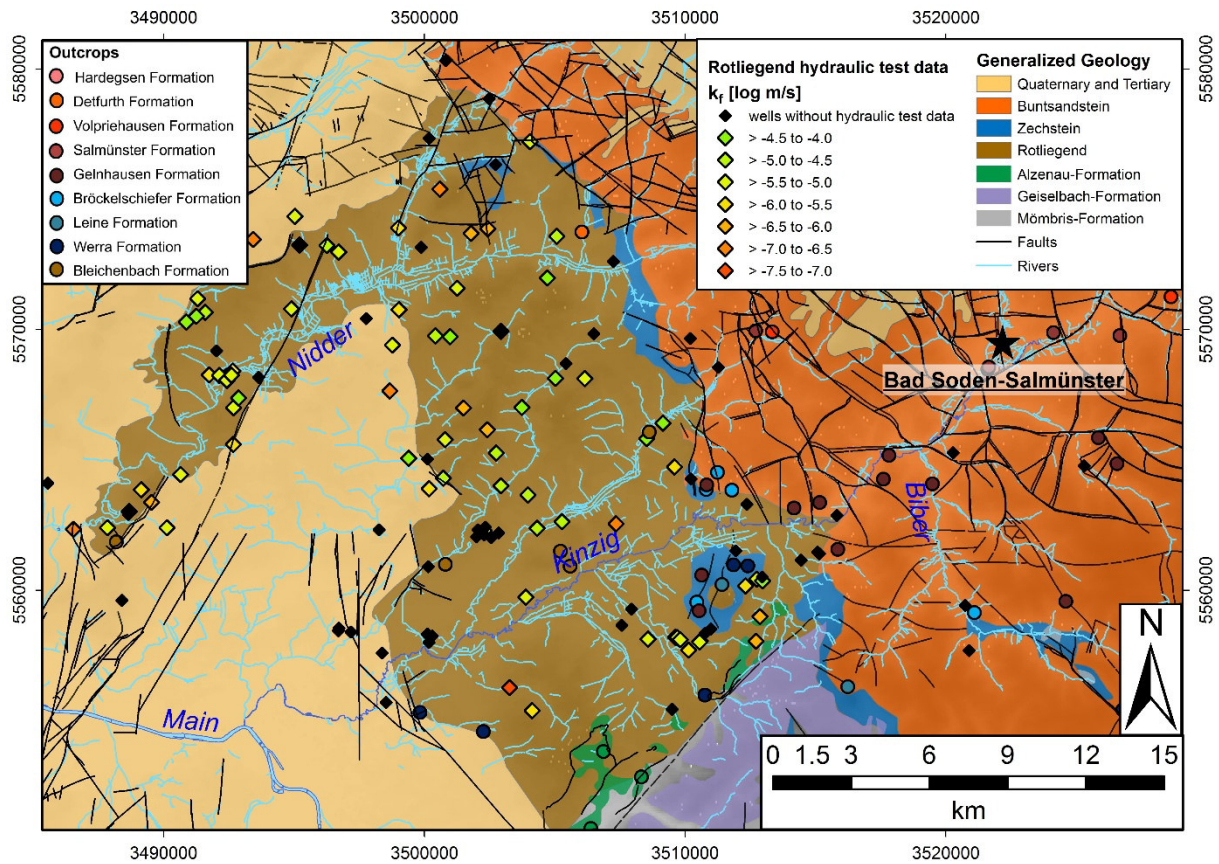 3490000
3500000
3510000
3520000
5580000
5570000
5560000
5580000
5570000
5560000
Outcrops
Hardegsen Formation
Detfurth Formation
Volpriehausen Formation
Salmünster Formation
Gelnhausen Formation
Bröckelschiefer Formation
Leine Formation
Werra Formation
Bleichenbach Formation
Rotliegend hydraulic test data
kf [log m/s]
wells without hydraulic test data
> -4.5 to -4.0
> -5.0 to -4.5
> -5.5 to -5.0
> -6.0 to -5.5
> -6.5 to -6.0
> -7.0 to -6.5
> -7.5 to -7.0
Generalized Geology
Quaternary and Tertiary
Buntsandstein
Zechstein
Rotliegend
Alzenau-Formation
Geiselbach-Formation
Mömbris-Formation
Faults
Rivers
Nidder
Bad Soden-Salmünster
Biber
Kinzig
Main
N
0 1.5 3 6 9 12 15
km
3490000
3500000
3510000
3520000